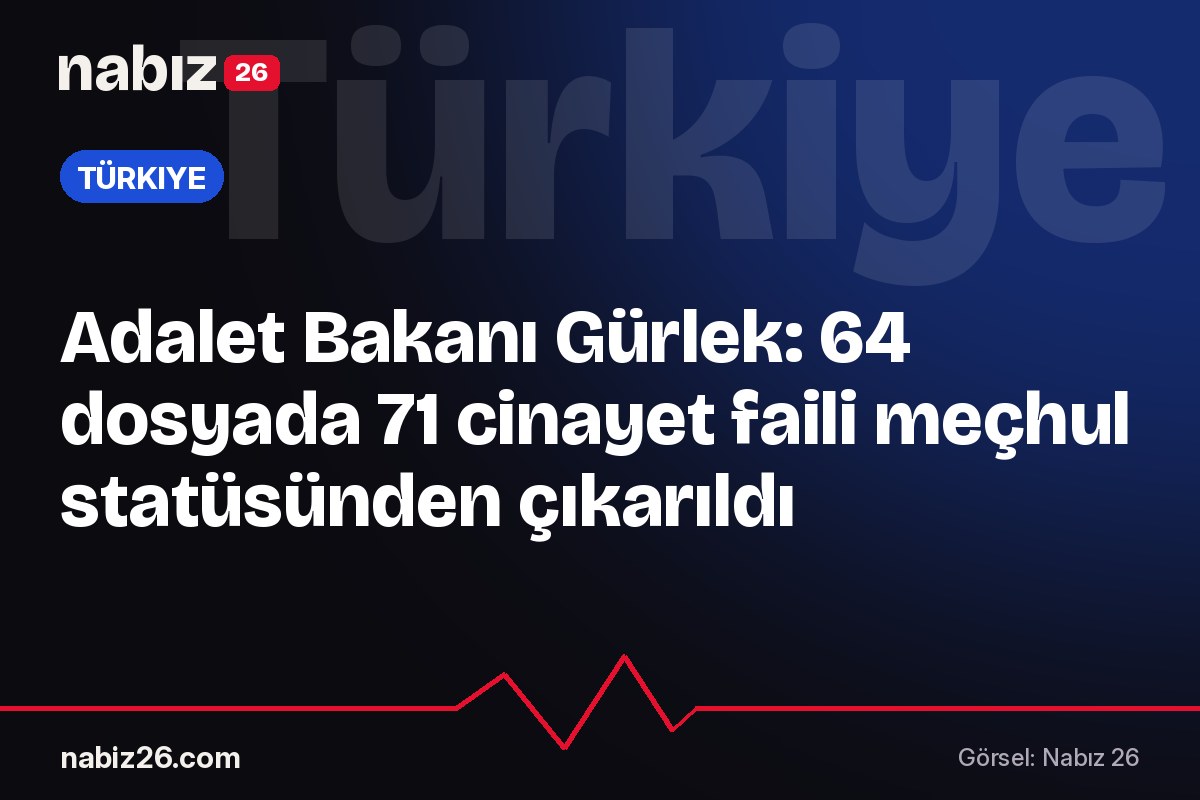 nabız 26
Türkiye
TÜRKIYE
Adalet Bakanı Gürlek: 64
dosyada 71 cinayet faili meçhul
statüsünden çıkarıldı
nabiz26.com
Görsel: Nabız 26